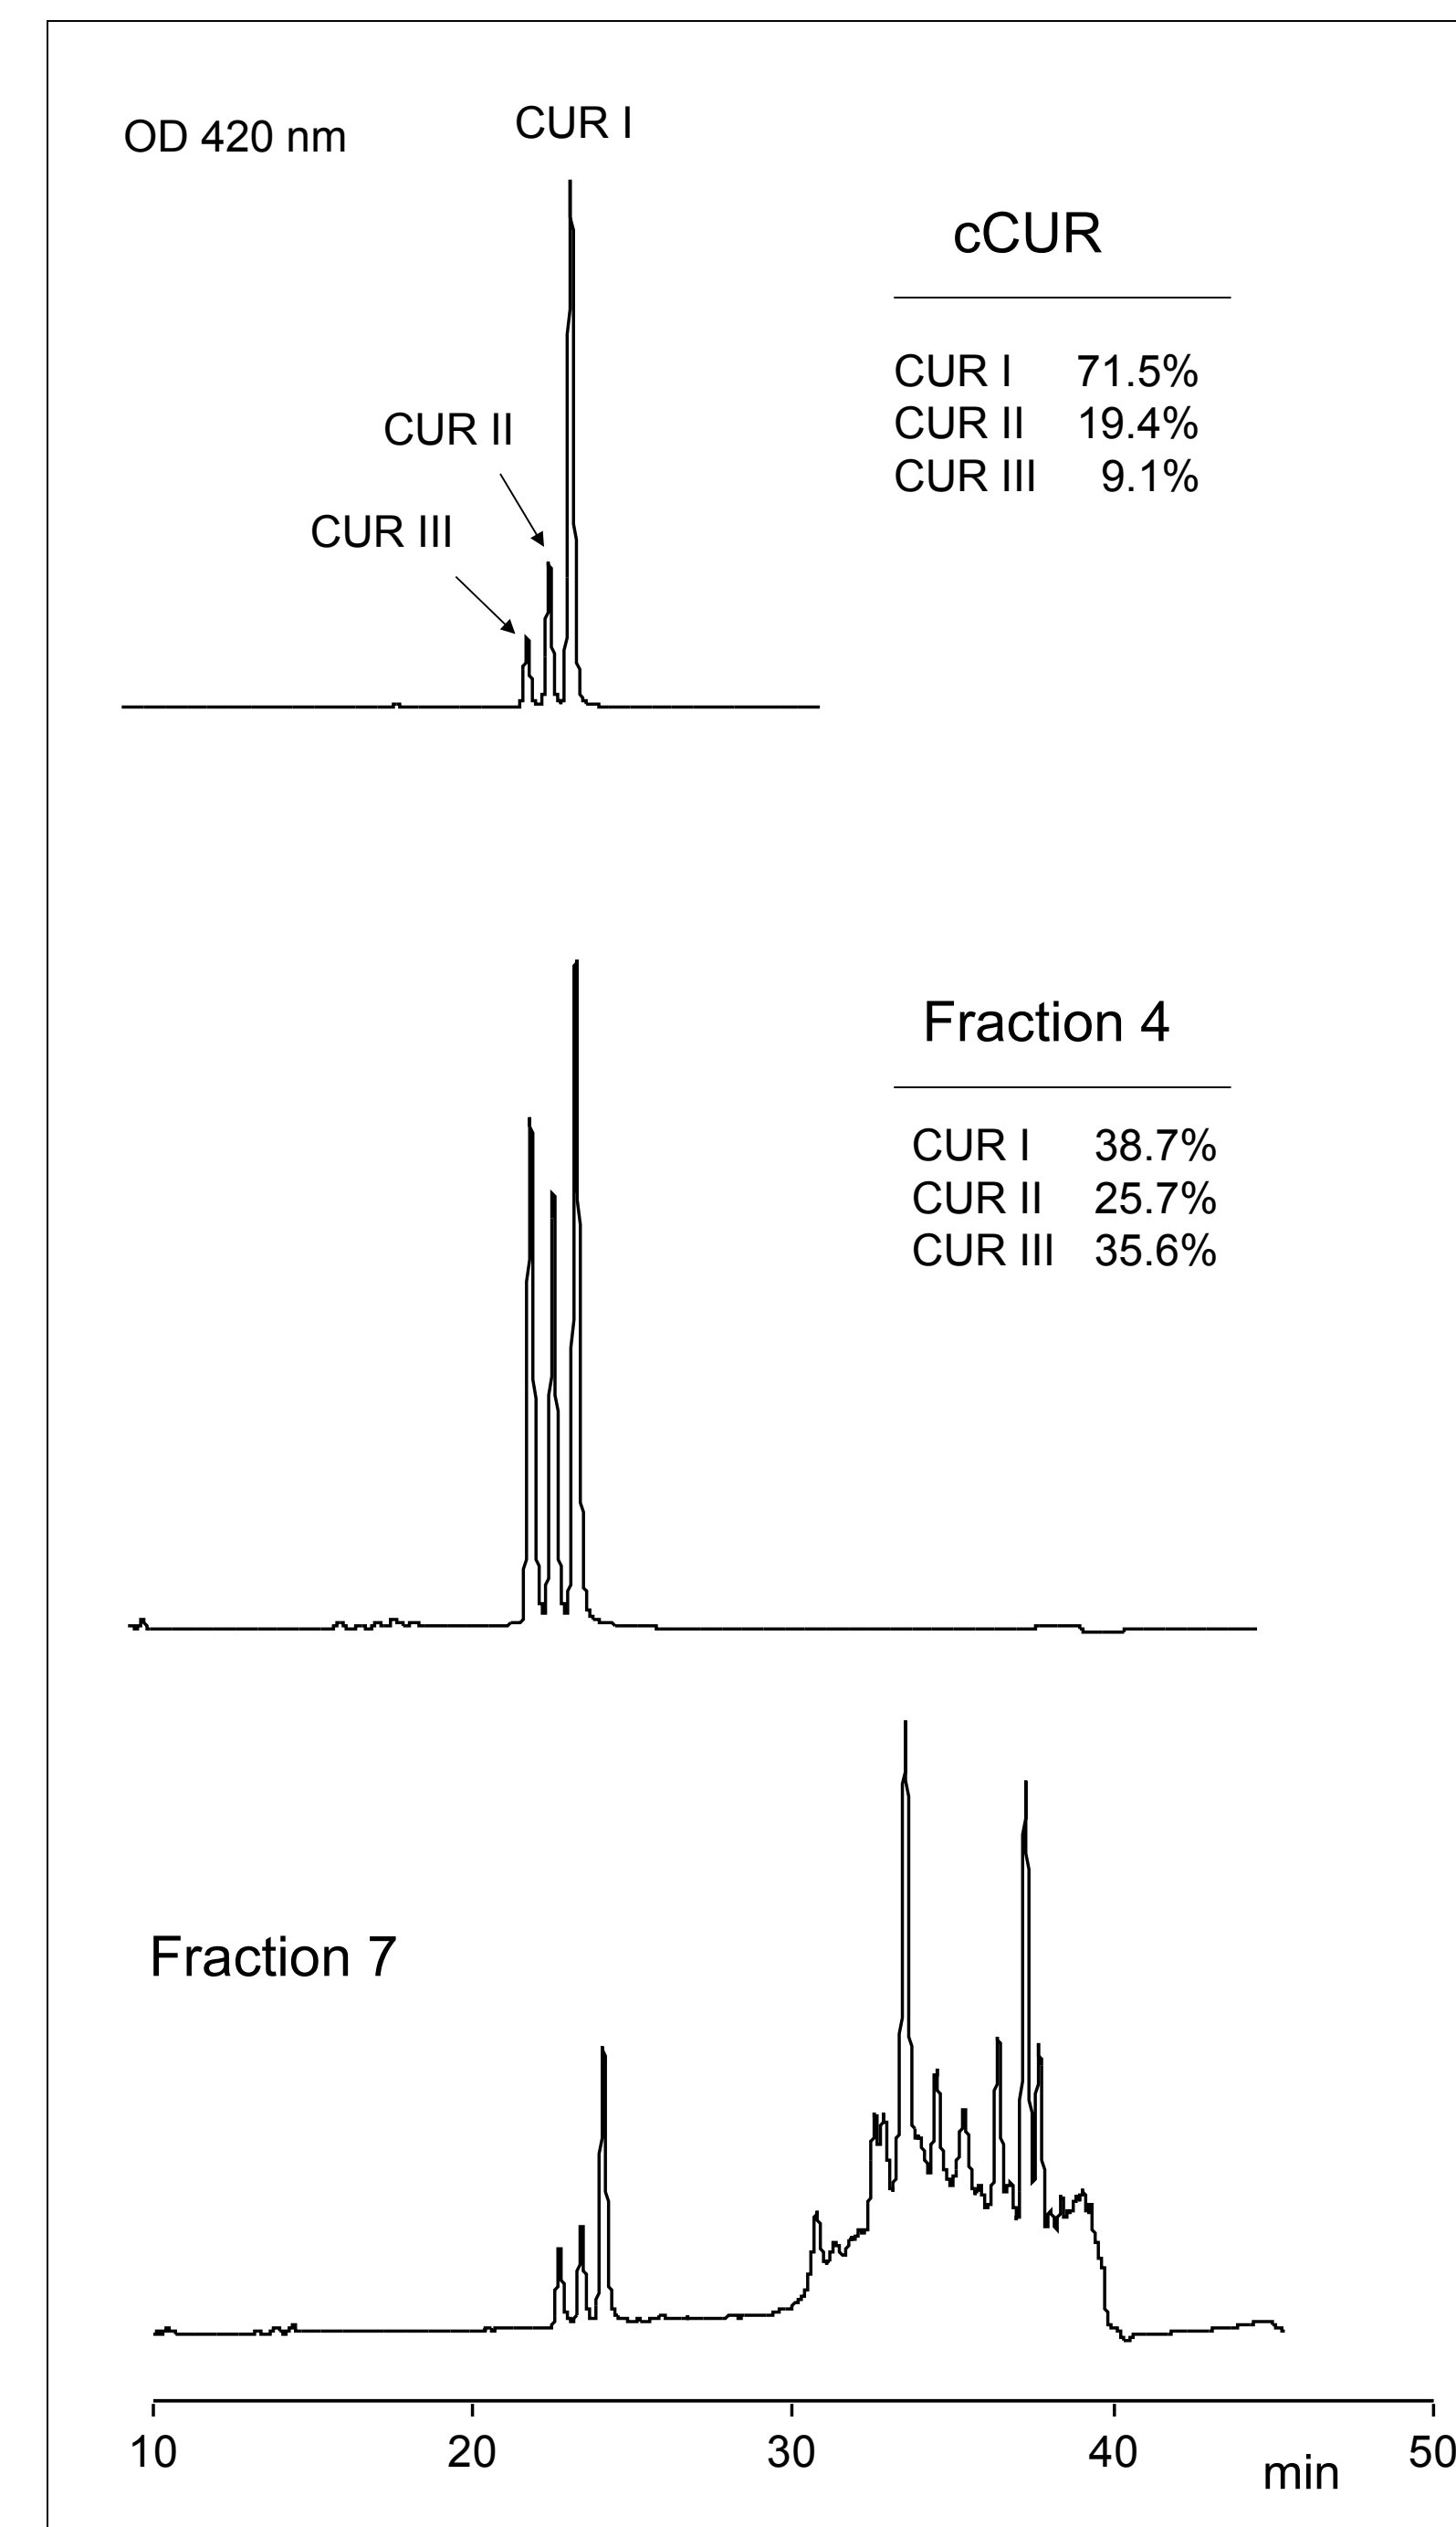 OD 420 nm
CUR I
cCUR
CUR I 71.5%
CUR II 19.4%
CUR III 9.1%
CUR II
CUR III
Fraction 4
CUR I 38.7%
CUR II 25.7%
CUR III 35.6%
Fraction 7
10 20 30 40 50
min